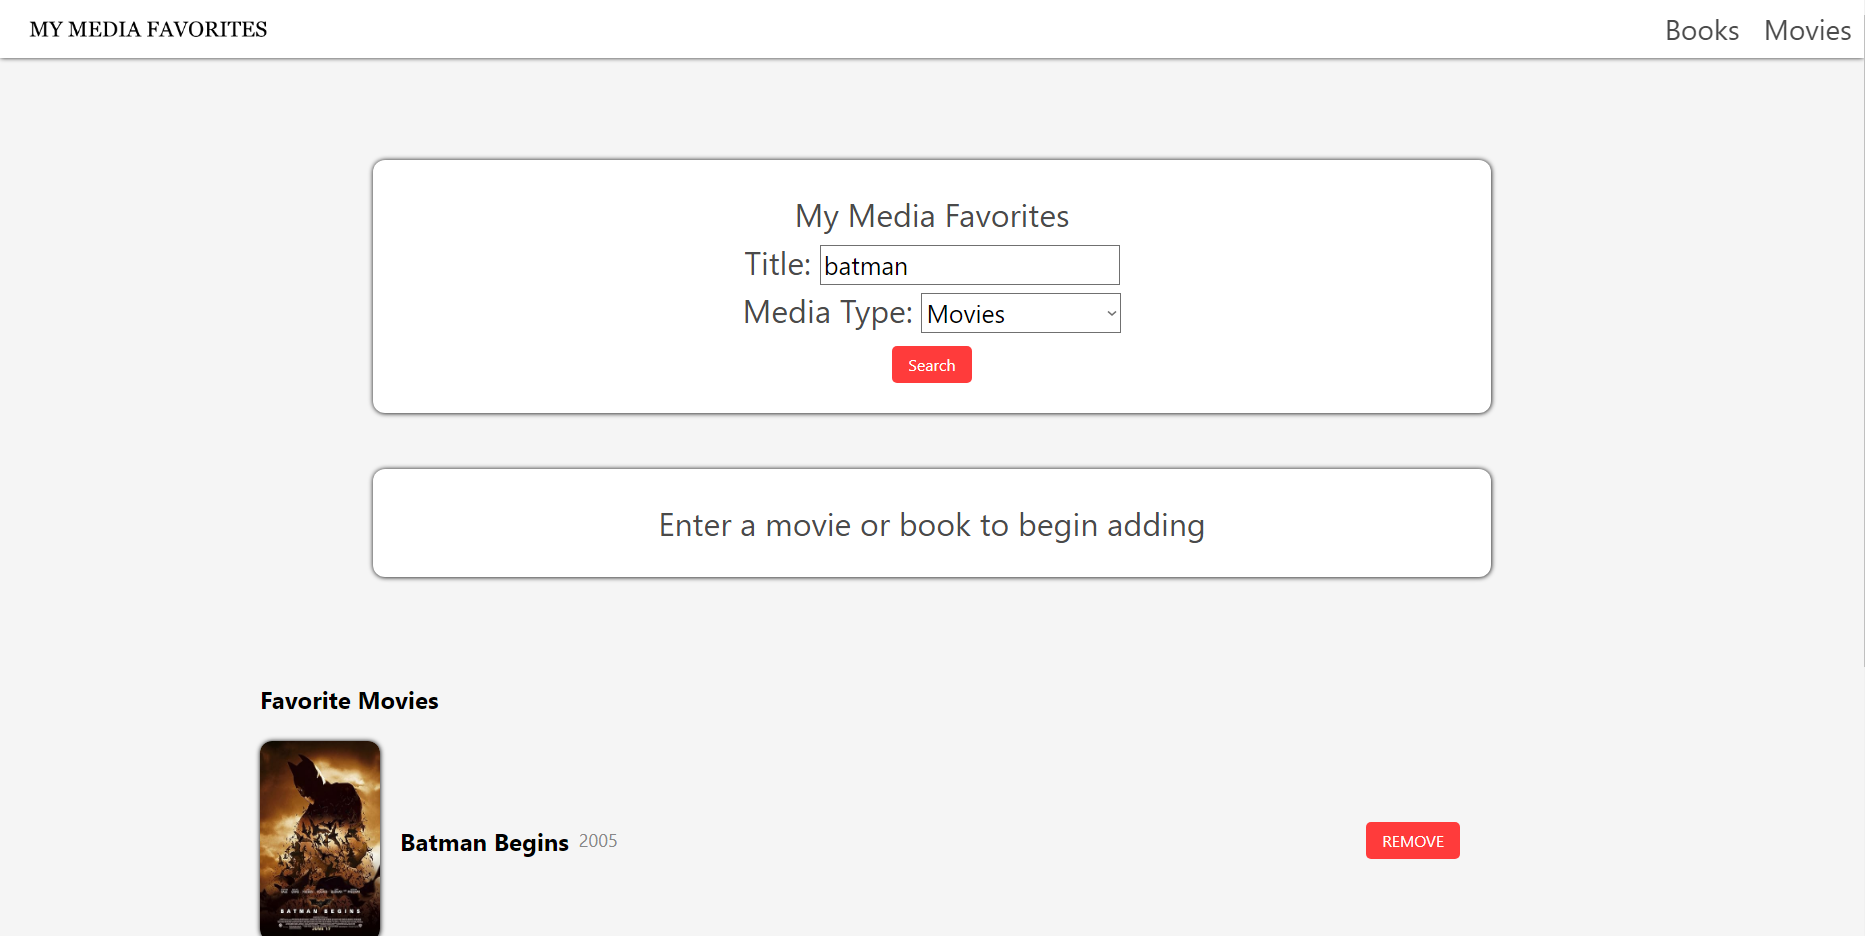 MY MEDIA FAVORITES
Books Movies
My Media Favorites
Title: batman
Media Type: Movies
Search
Enter a movie or book to begin adding
Favorite Movies
BATMAN BEGINS
Batman Begins 2005
REMOVE